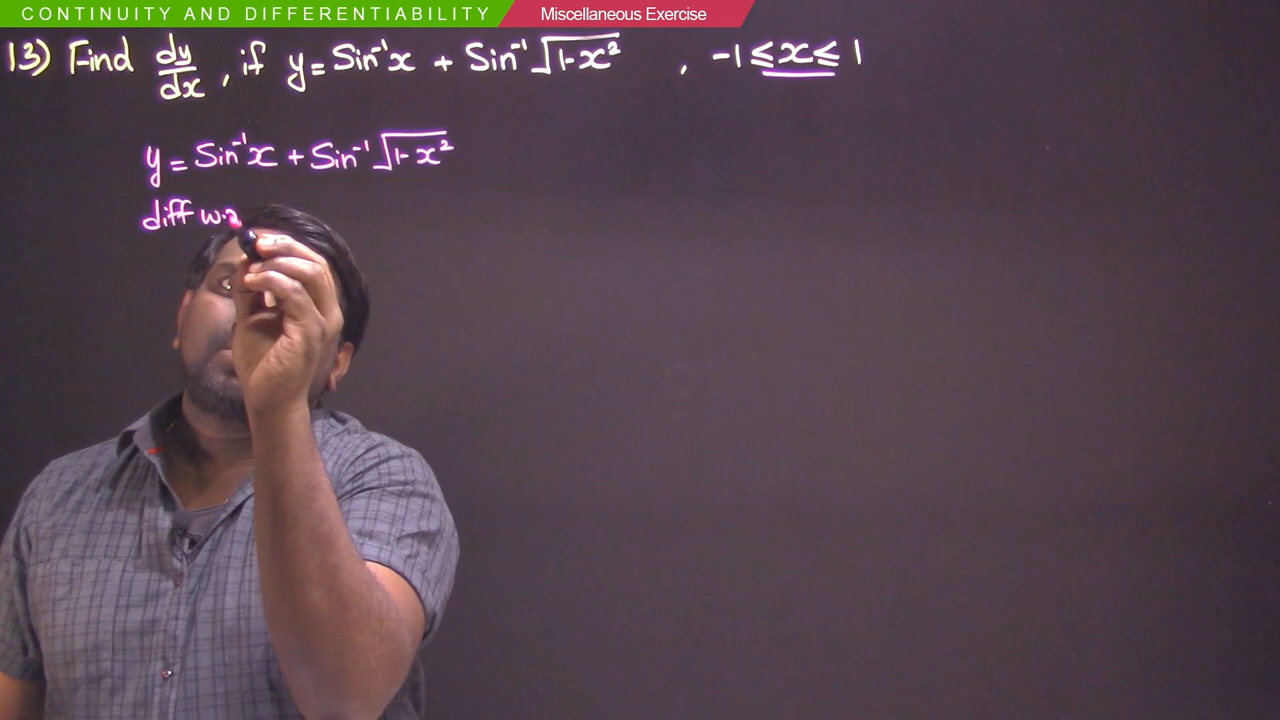 CONTINUITY AND DIFFERENTIABILITY
Miscellaneous Exercise
13) Find dy/dx, if y = Sin⁻¹x + Sin⁻¹√(1-x²) , -1 ≤ x ≤ 1
y = Sin⁻¹x + Sin⁻¹√(1-x²)
diff w.